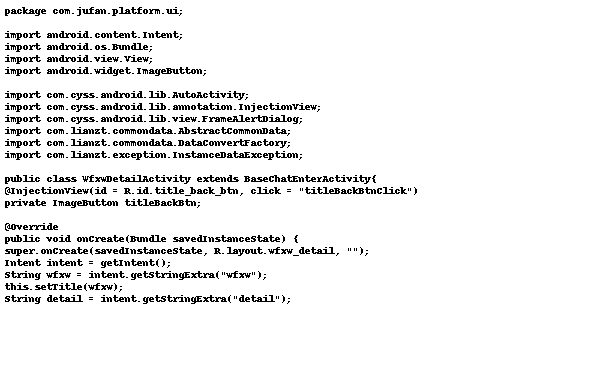 package com.jufan.platform.ui;
import android.content.Intent;
import android.os.Bundle;
import android.view.View;
import android.widget.ImageButton;
import com.cyss.android.lib.AutoActivity;
import com.cyss.android.lib.annotation.InjectionView;
import com.cyss.android.lib.view.FrameAlertDialog;
import com.lianzt.commondata.AbstractCommonData;
import com.lianzt.commondata.DataConvertFactory;
import com.lianzt.exception.InstanceDataException;
public class WfxwDetailActivity extends BaseChatEnterActivity{
@InjectionView(id = R.id.title_back_btn, click = "titleBackBtnClick")
private ImageButton titleBackBtn;
@Override
public void onCreate(Bundle savedInstanceState) {
super.onCreate(savedInstanceState, R.layout.wfxw_detail, "");
Intent intent = getIntent();
String wfxw = intent.getStringExtra("wfxw");
this.setTitle(wfxw);
String detail = intent.getStringExtra("detail");